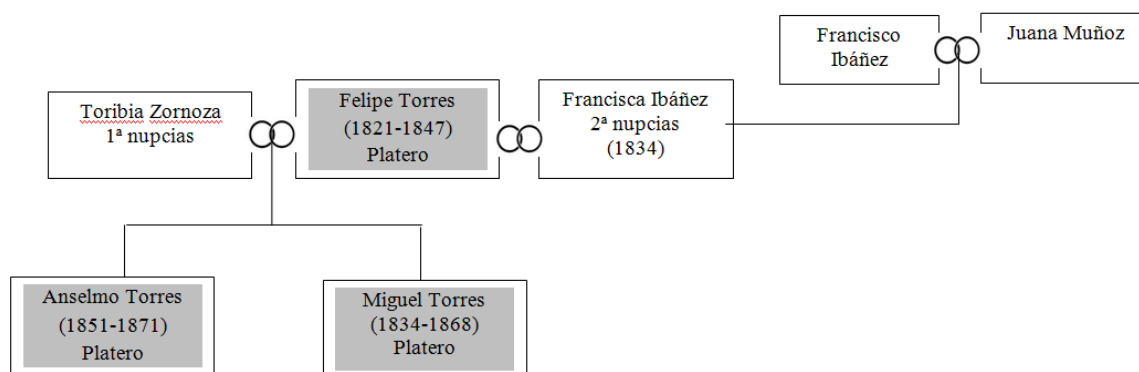 Francisco
Ibáñez
Juana Muñoz
Toribia Zornoza
1ª nupcias
Felipe Torres
(1821-1847)
Platero
Francisca Ibáñez
2ª nupcias
(1834)
Anselmo Torres
(1851-1871)
Platero
Miguel Torres
(1834-1868)
Platero